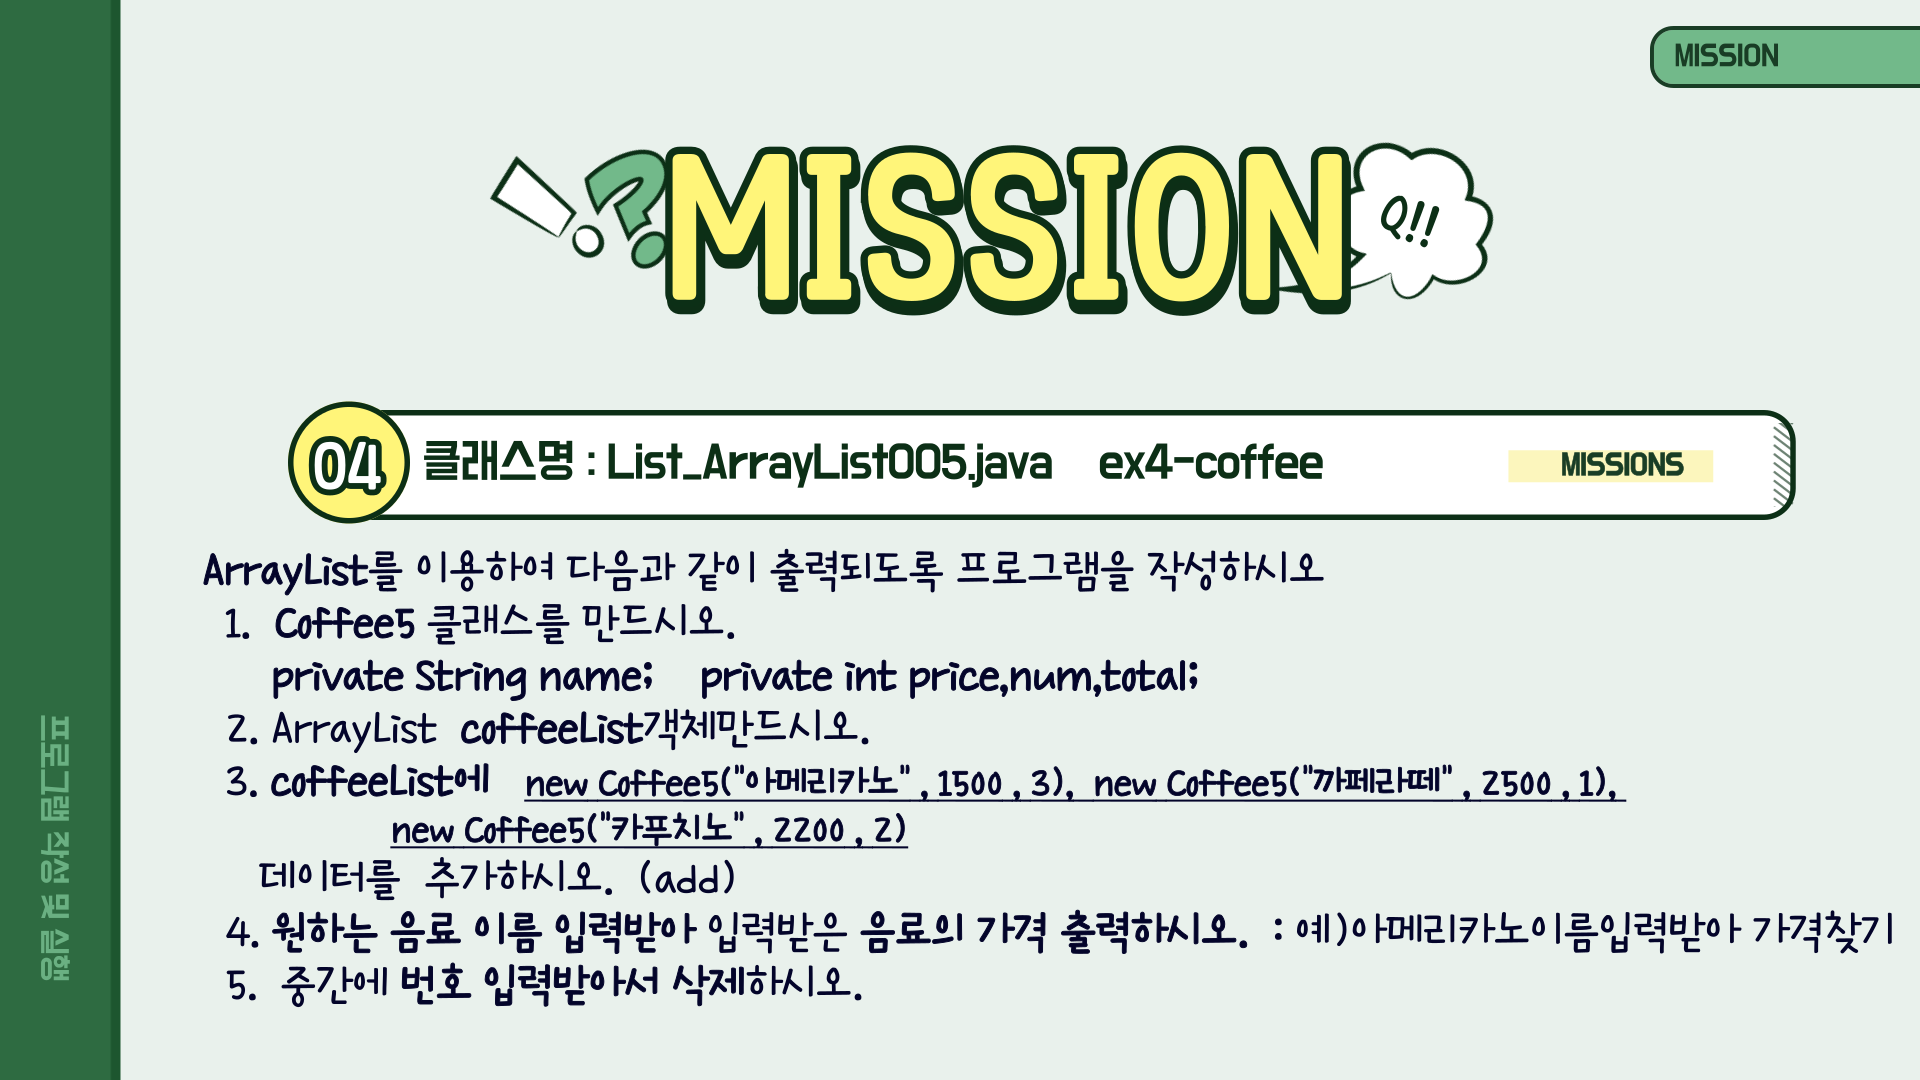 MISSION
MISSION
Q!!
04 클래스명 : List_ArrayList005.java ex4-coffee MISSIONS
ArrayList를 이용하여 다음과 같이 출력되도록 프로그램을 작성하시오
1. Coffee5 클래스를 만드시오.
private String name; private int price,num,total;
2. ArrayList coffeeList객체만드시오.
3. coffeeList에 new Coffee5("아메리카노" , 1500 , 3), new Coffee5("까페라떼" , 2500 , 1),
new Coffee5("카푸치노" , 2200 , 2)
데이터를 추가하시오. (add)
4. 원하는 음료 이름 입력받아 입력받은 음료의 가격 출력하시오. : 예)아메리카노이름입력받아 가격찾기
5. 중간에 번호 입력받아서 삭제하시오.
프로그램 작성 및 실행